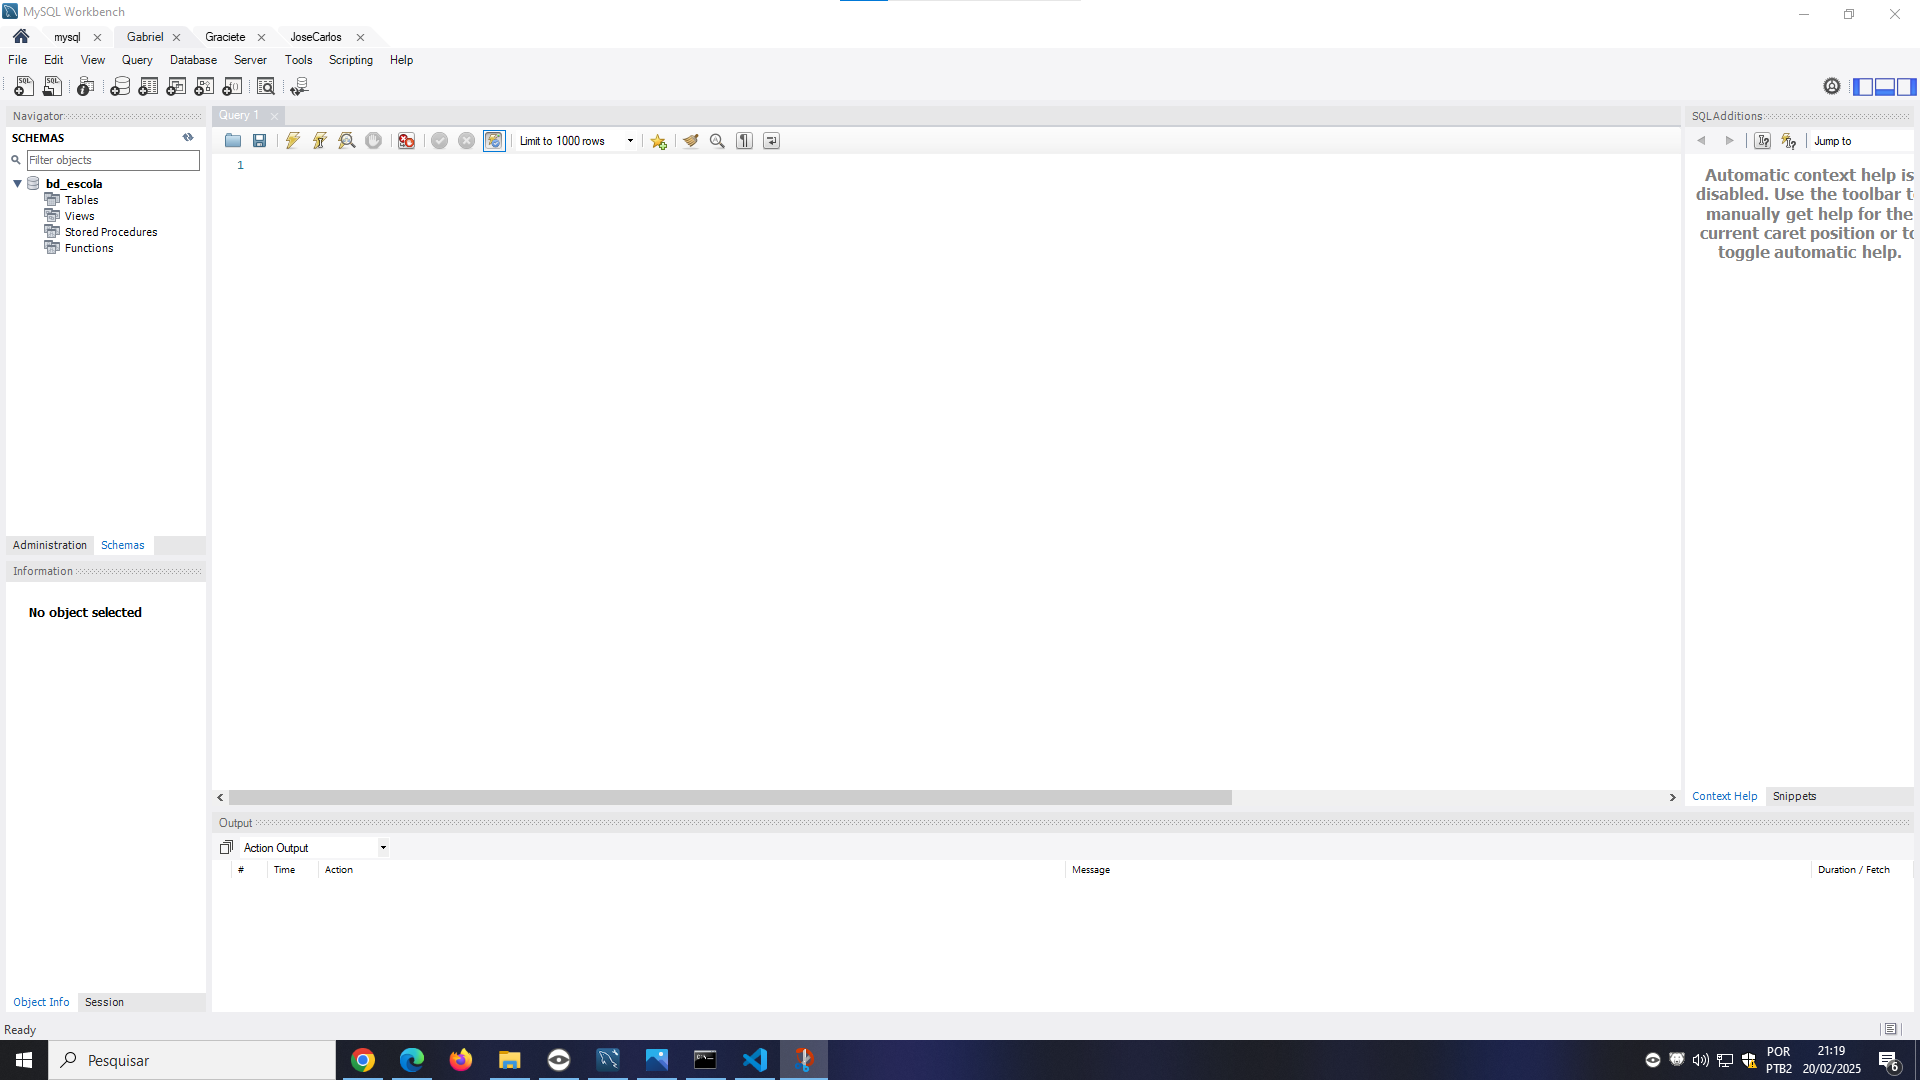 MySQL Workbench
mysql
Gabriel
Graciete
JoseCarlos
File Edit View Query Database Server Tools Scripting Help
Navigator
SCHEMAS
Filter objects
bd_escola
Tables
Views
Stored Procedures
Functions
Administration Schemas
Information
No object selected
Object Info Session
Query 1
Limit to 1000 rows
1
SQLAdditions
Jump to
Automatic context help is
disabled. Use the toolbar t
manually get help for the
current caret position or to
toggle automatic help.
Context Help Snippets
Output
Action Output
# Time Action Message Duration / Fetch
Ready
Pesquisar
POR
PTB2
21:19
20/02/2025
6